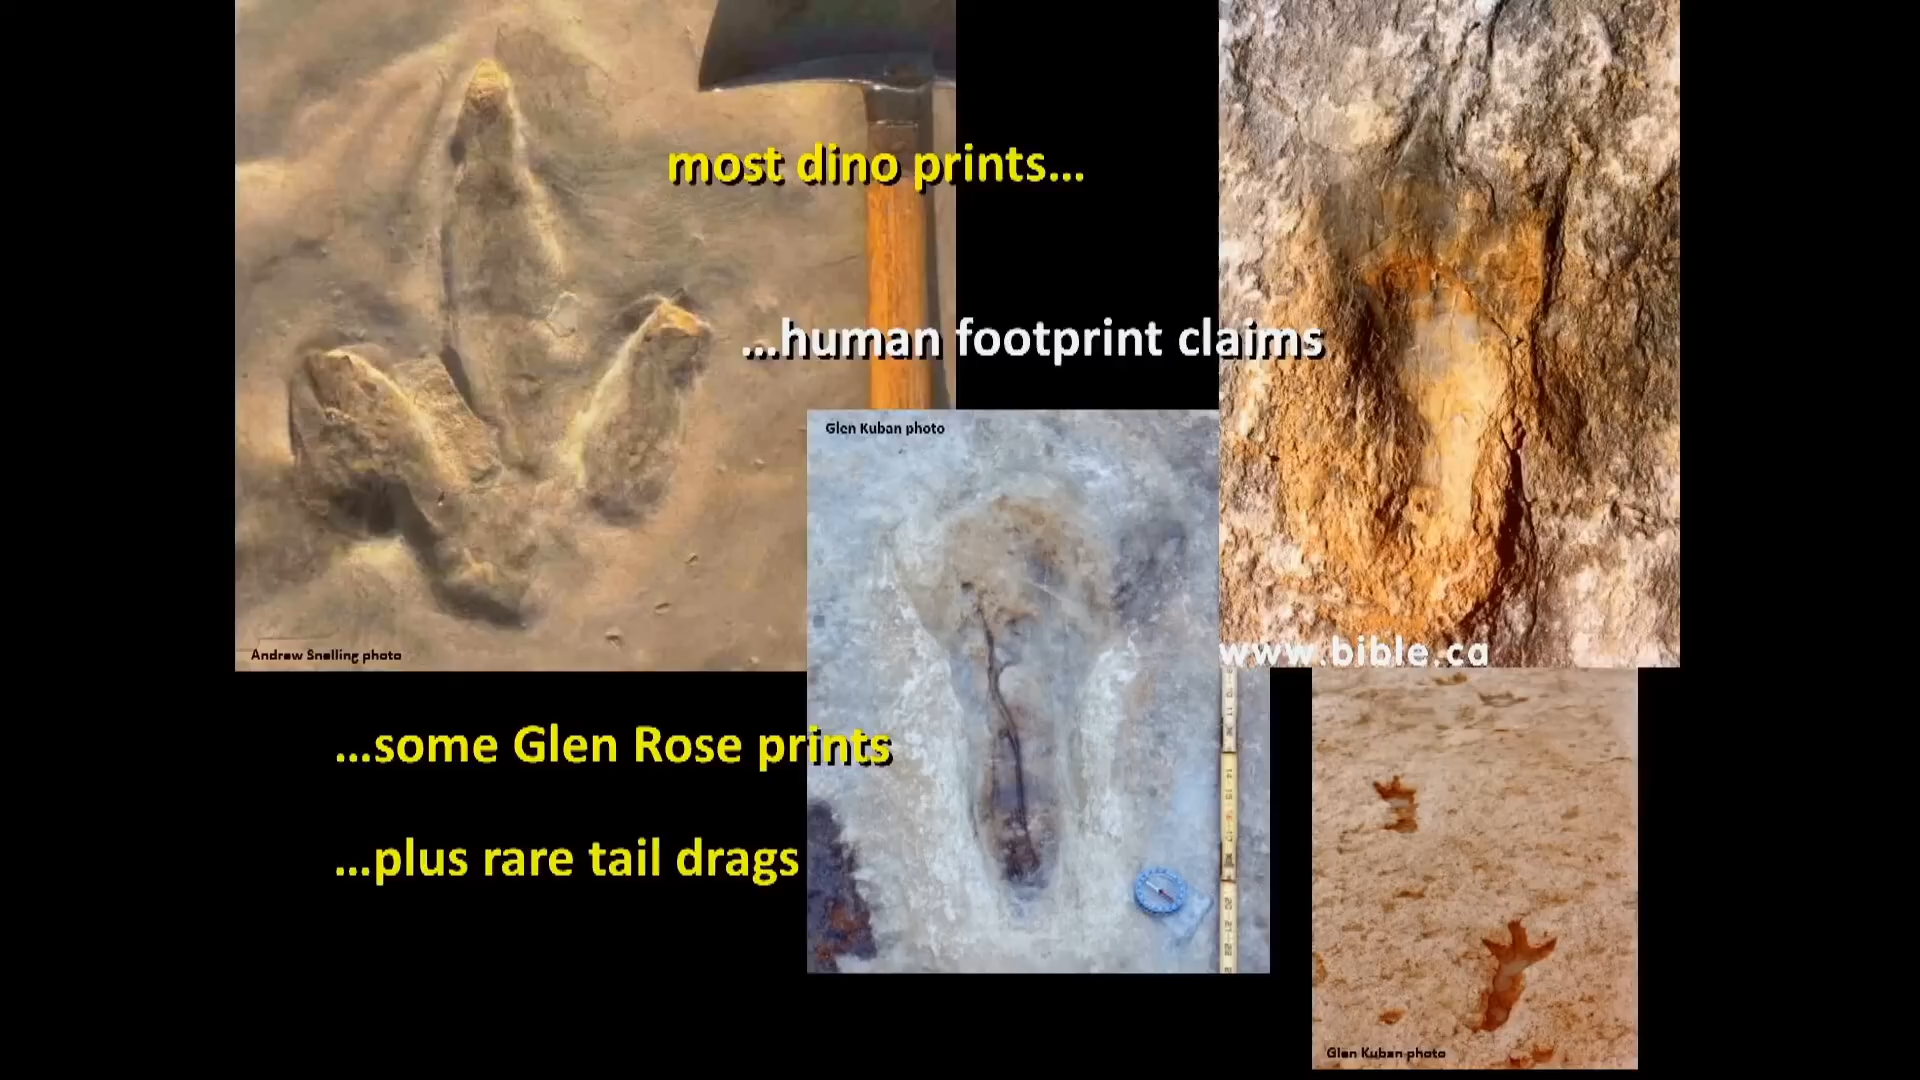 most dino prints...
...human footprint claims
Glen Kuban photo
Andrew Snelling photo
www.bible.ca
...some Glen Rose prints
...plus rare tail drags
Glen Kuban photo